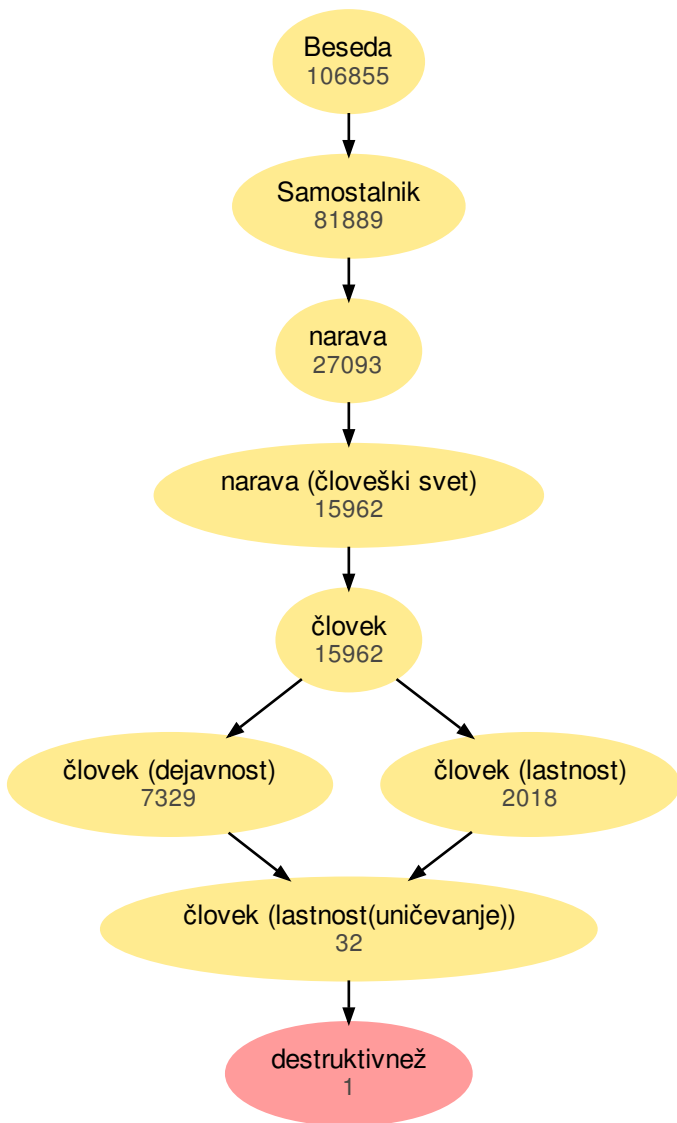 Beseda
106855
Samostalnik
81889
narava
27093
narava (človeški svet)
15962
človek
15962
človek (dejavnost)
7329
človek (lastnost)
2018
človek (lastnost(uničevanje))
32
destruktivnež
1